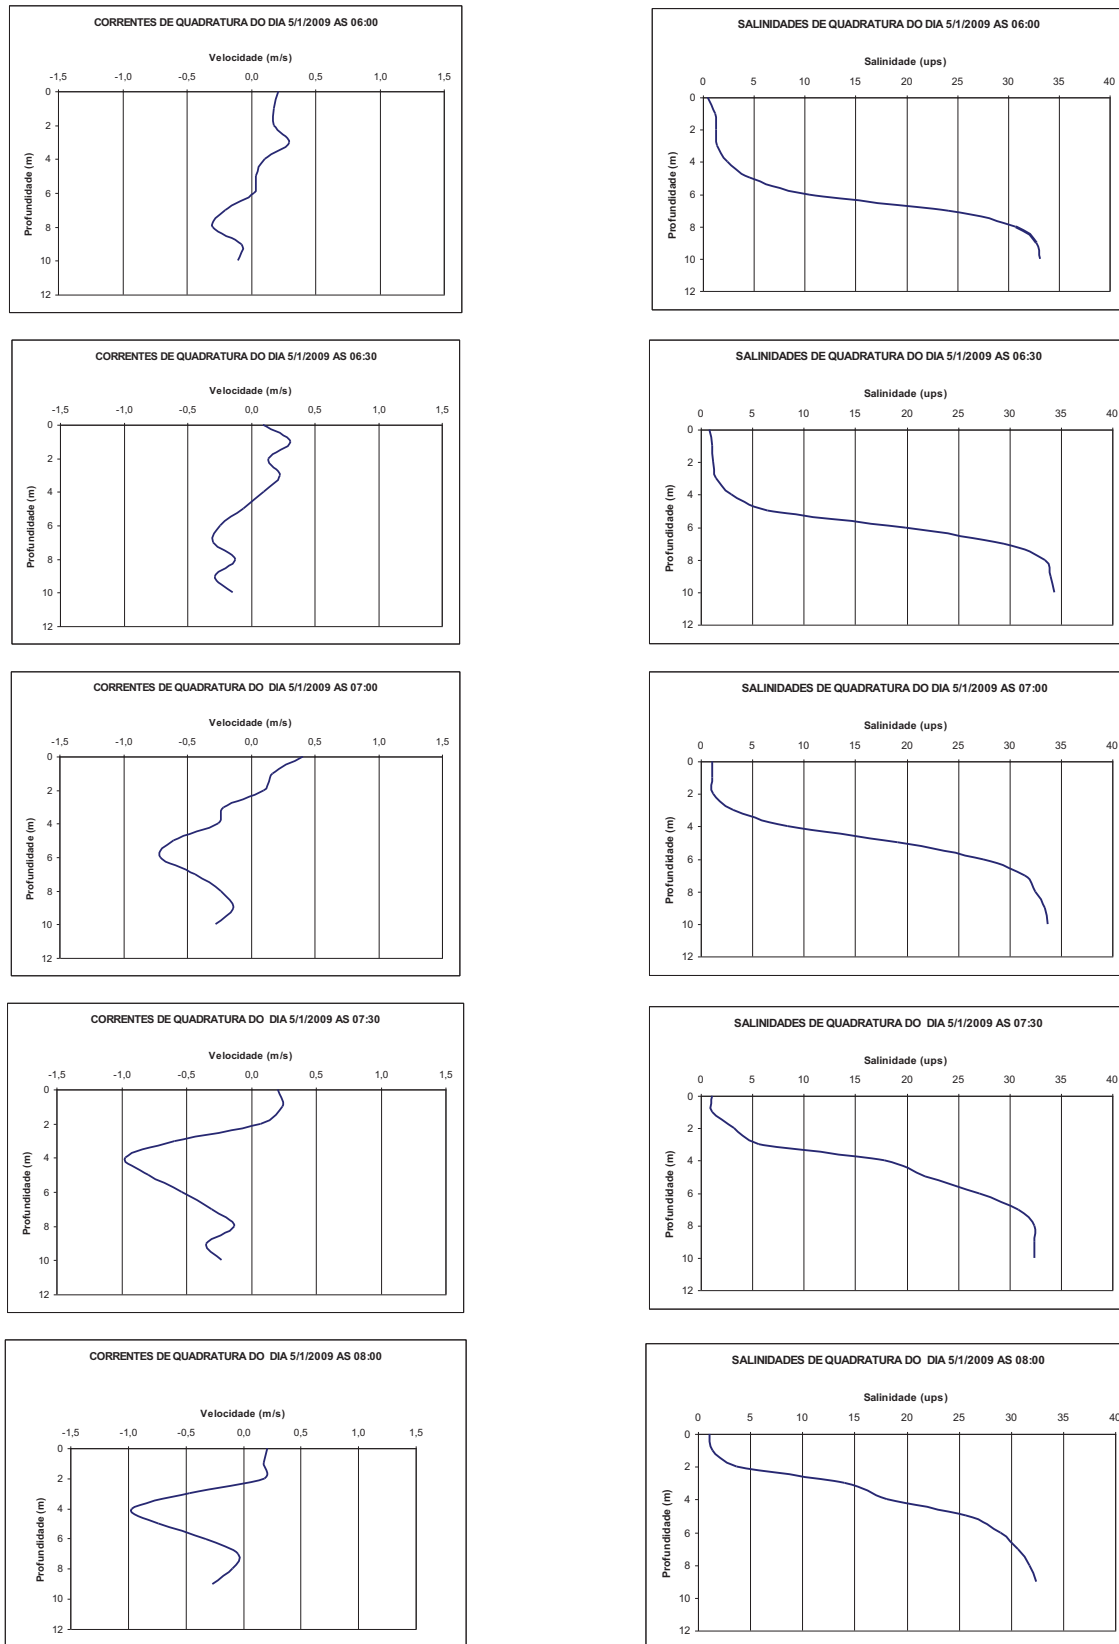 CORRENTES DE QUADRATURA DO DIA 5/1/2009 AS 06:00
Velocidade (m/s)
-1,5 -1,0 -0,5 0,0 0,5 1,0 1,5
0
2
4
6
8
10
12
Profundidade (m)
SALINIDADES DE QUADRATURA DO DIA 5/1/2009 AS 06:00
Salinidade (ups)
0 5 10 15 20 25 30 35 40
0
2
4
6
8
10
12
Profundidade (m)
CORRENTES DE QUADRATURA DO DIA 5/1/2009 AS 06:30
Velocidade (m/s)
-1,5 -1,0 -0,5 0,0 0,5 1,0 1,5
0
2
4
6
8
10
12
Profundidade (m)
SALINIDADES DE QUADRATURA DO DIA 5/1/2009 AS 06:30
Salinidade (ups)
0 5 10 15 20 25 30 35 40
0
2
4
6
8
10
12
Profundidade (m)
CORRENTES DE QUADRATURA DO DIA 5/1/2009 AS 07:00
Velocidade (m/s)
-1,5 -1,0 -0,5 0,0 0,5 1,0 1,5
0
2
4
6
8
10
12
Profundidade (m)
SALINIDADES DE QUADRATURA DO DIA 5/1/2009 AS 07:00
Salinidade (ups)
0 5 10 15 20 25 30 35 40
0
2
4
6
8
10
12
Profundidade (m)
CORRENTES DE QUADRATURA DO DIA 5/1/2009 AS 07:30
Velocidade (m/s)
-1,5 -1,0 -0,5 0,0 0,5 1,0 1,5
0
2
4
6
8
10
12
Profundidade (m)
SALINIDADES DE QUADRATURA DO DIA 5/1/2009 AS 07:30
Salinidade (ups)
0 5 10 15 20 25 30 35 40
0
2
4
6
8
10
12
Profundidade (m)
CORRENTES DE QUADRATURA DO DIA 5/1/2009 AS 08:00
Velocidade (m/s)
-1,5 -1,0 -0,5 0,0 0,5 1,0 1,5
0
2
4
6
8
10
12
Profundidade (m)
SALINIDADES DE QUADRATURA DO DIA 5/1/2009 AS 08:00
Salinidade (ups)
0 5 10 15 20 25 30 35 40
0
2
4
6
8
10
12
Profundidade (m)